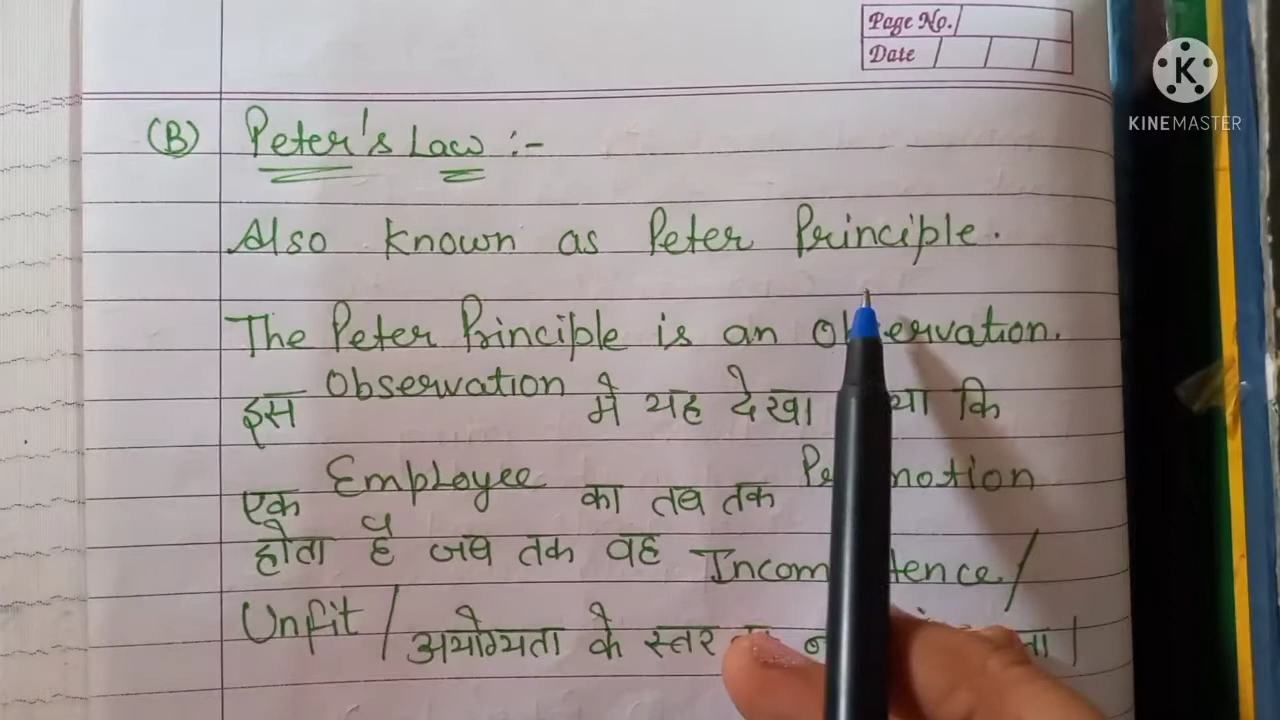 Page No.
Date
KINEMASTER
(B) Peter's Law :-
Also known as Peter Principle.
The Peter Principle is an Observation.
इस Observation में यह देखा कि
एक Employee का तब तक
होता है जब तक वह
Unfit / अयोग्यता के स्तर